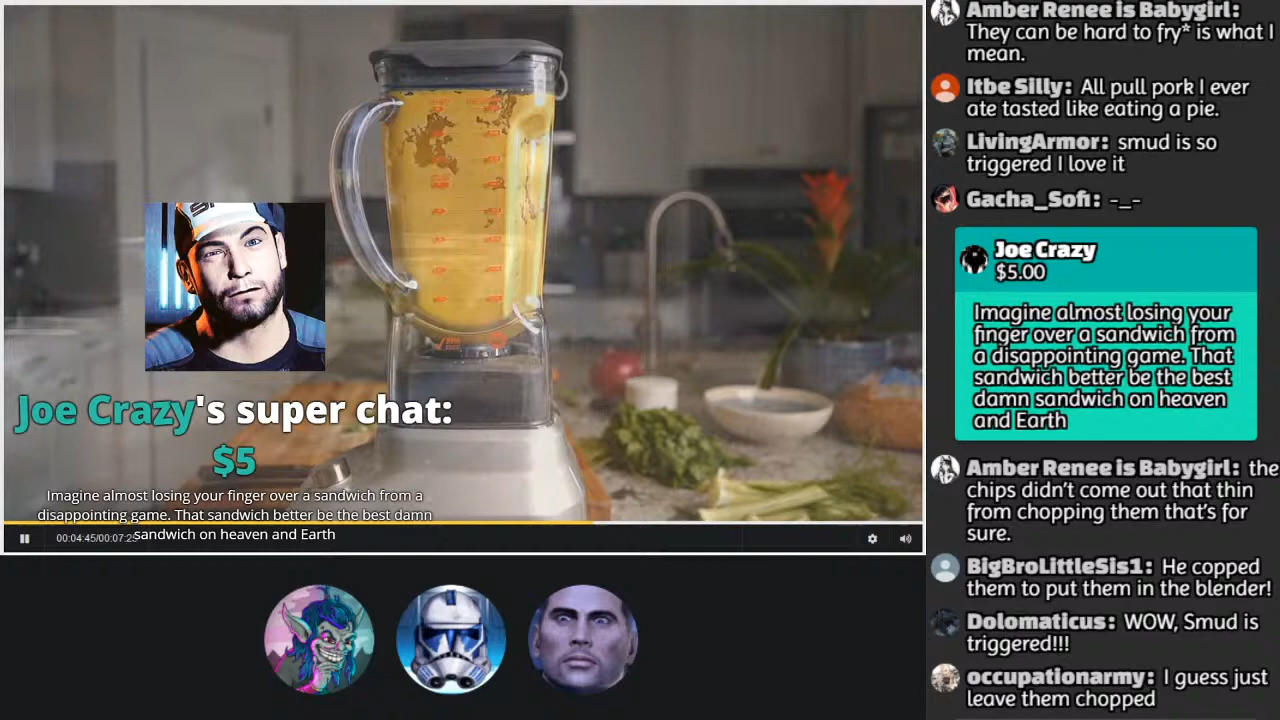 Joe Crazy's super chat:
$5
Imagine almost losing your finger over a sandwich from a
disappointing game. That sandwich better be the best damn
sandwich on heaven and Earth
Amber Renee is Babygirl:
They can be hard to fry* is what I
mean.
Itbe Silly: All pull pork I ever
ate tasted like eating a pie.
LivingArmor: smud is so
triggered I love it
Gacha_Sofi: -_-
Joe Crazy
$5.00
Imagine almost losing your
finger over a sandwich from
a disappointing game. That
sandwich better be the best
damn sandwich on heaven
and Earth
Amber Renee is Babygirl: the
chips didn't come out that thin
from chopping them that's for
sure.
BigBroLittleSis1: He copped
them to put them in the blender!
Dolomaticus: WOW, Smud is
triggered!!!
occupationarmy: I guess just
leave them chopped